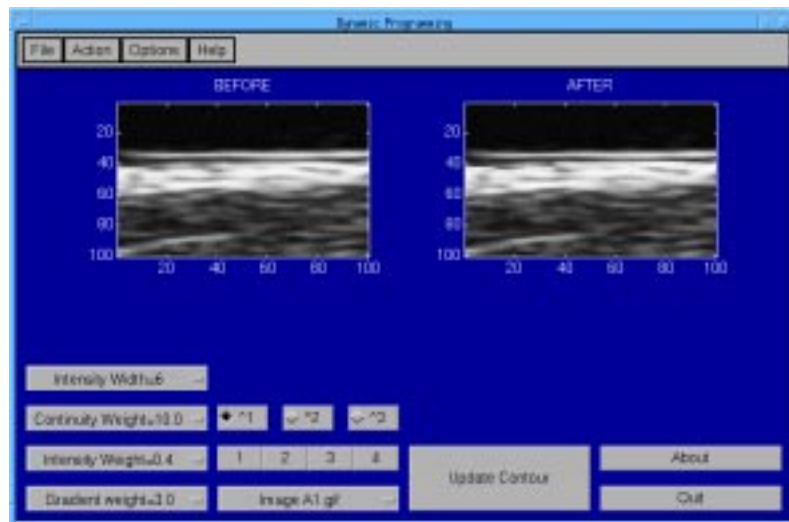 Dynamic Programming
File Action Options Help
BEFORE
AFTER
20
40
60
80
100
20 40 60 80 100
20
40
60
80
100
20 40 60 80 100
Intensity Width=6
Continuity Weight=10.0
^1 ^2 ^3
Intensity Weight=0.4
1 2 3 4
Update Contour
About
Gradient weight=3.0
Image A1.gif
Quit